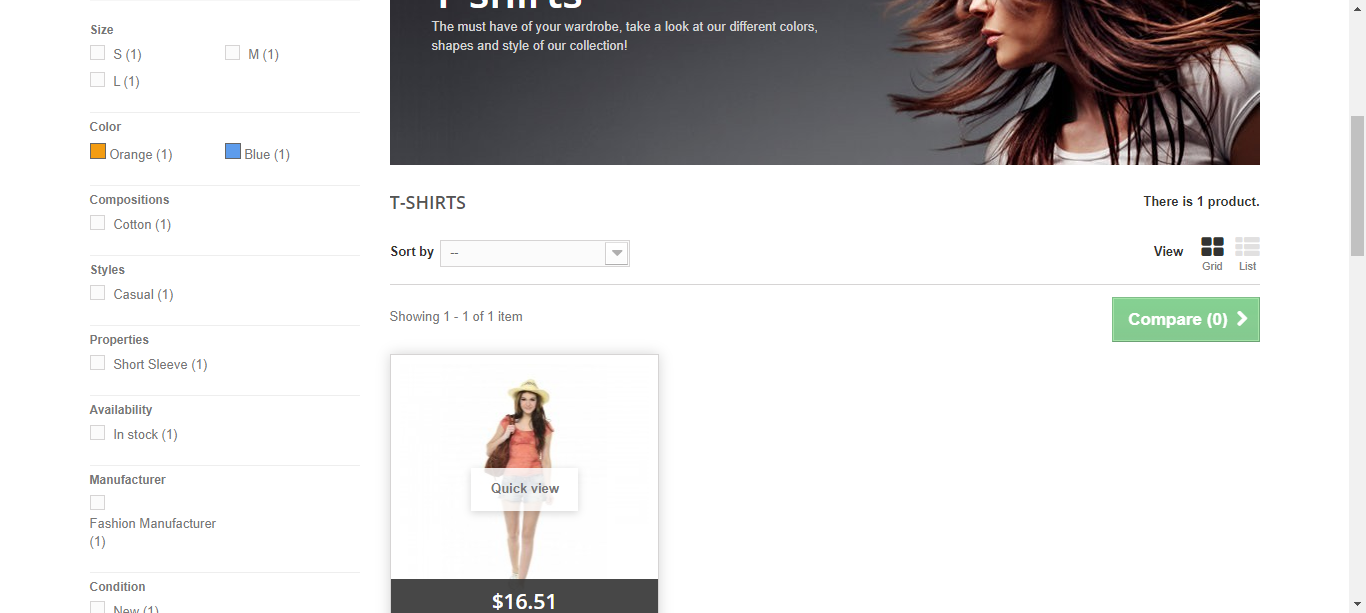 Size
S (1)
M (1)
L (1)
Color
Orange (1)
Blue (1)
Compositions
Cotton (1)
Styles
Casual (1)
Properties
Short Sleeve (1)
Availability
In stock (1)
Manufacturer
Fashion Manufacturer
(1)
Condition
New (1)
T-shirts
The must have of your wardrobe, take a look at our different colors,
shapes and style of our collection!
T-SHIRTS
There is 1 product.
Sort by
--
View
Grid
List
Showing 1 - 1 of 1 item
Compare (0)
Quick view
$16.51